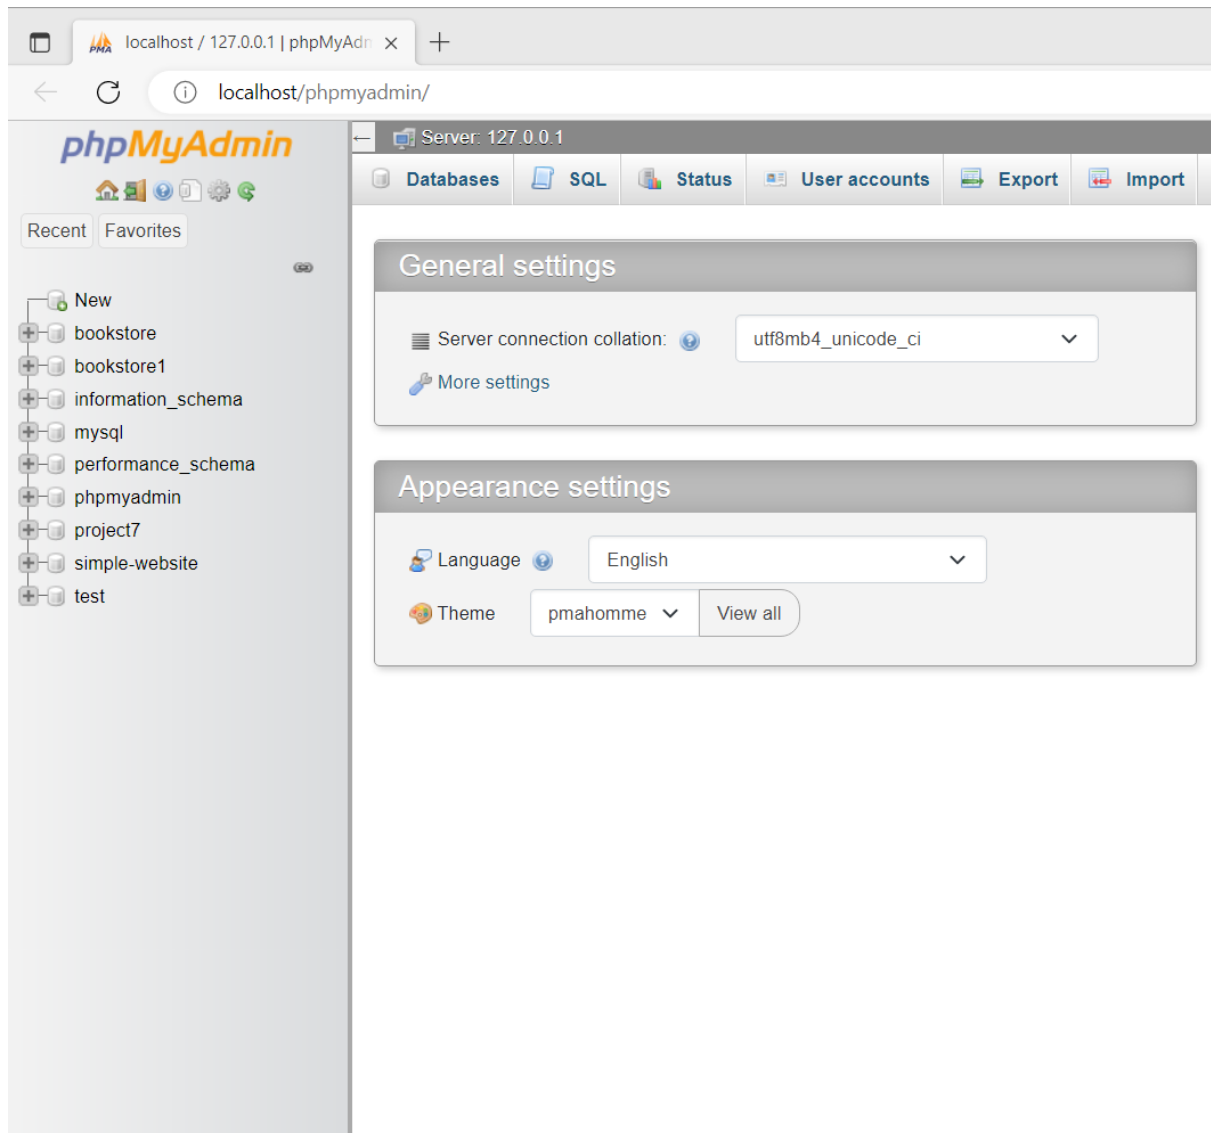 localhost / 127.0.0.1 | phpMyAdn
localhost/phpmyadmin/
phpMyAdmin
Recent Favorites
New
bookstore
bookstore1
information_schema
mysql
performance_schema
phpmyadmin
project7
simple-website
test
Server: 127.0.0.1
Databases SQL Status User accounts Export Import
General settings
Server connection collation: utf8mb4_unicode_ci
More settings
Appearance settings
Language English
Theme pmahomme View all